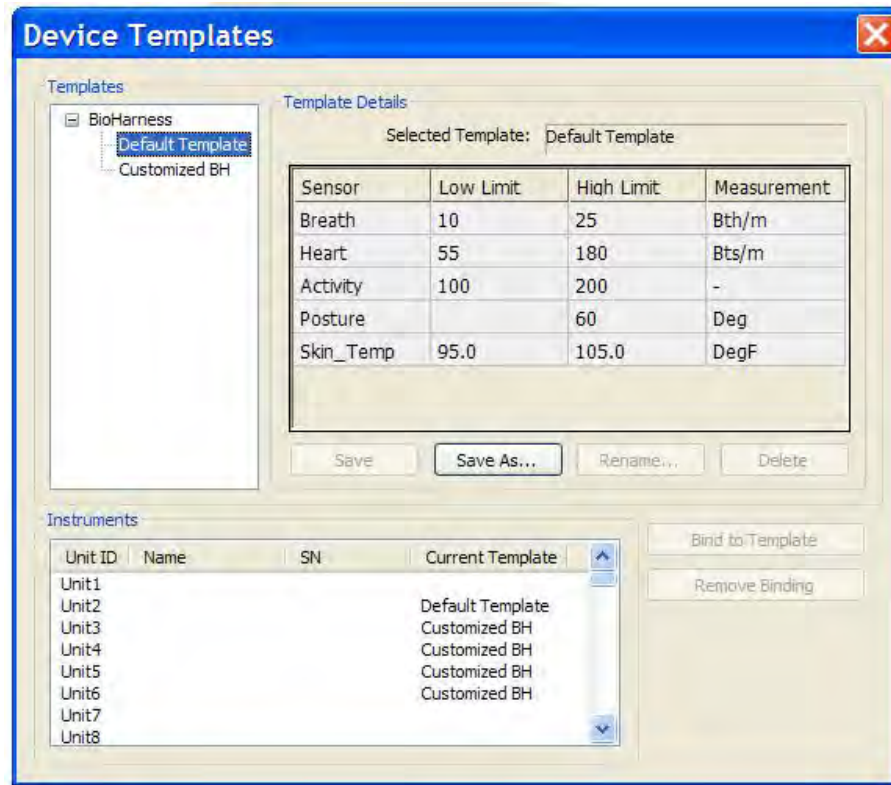 Device Templates
Templates
BioHarness
Default Template
Customized BH
Template Details
Selected Template: Default Template
Sensor Low Limit High Limit Measurement
Breath 10 25 Bth/m
Heart 55 180 Bts/m
Activity 100 200 -
Posture 60 Deg
Skin_Temp 95.0 105.0 DegF
Save Save As... Rename... Delete
Instruments
Unit ID Name SN Current Template
Unit1
Unit2 Default Template
Unit3 Customized BH
Unit4 Customized BH
Unit5 Customized BH
Unit6 Customized BH
Unit7
Unit8
Bind to Template
Remove Binding